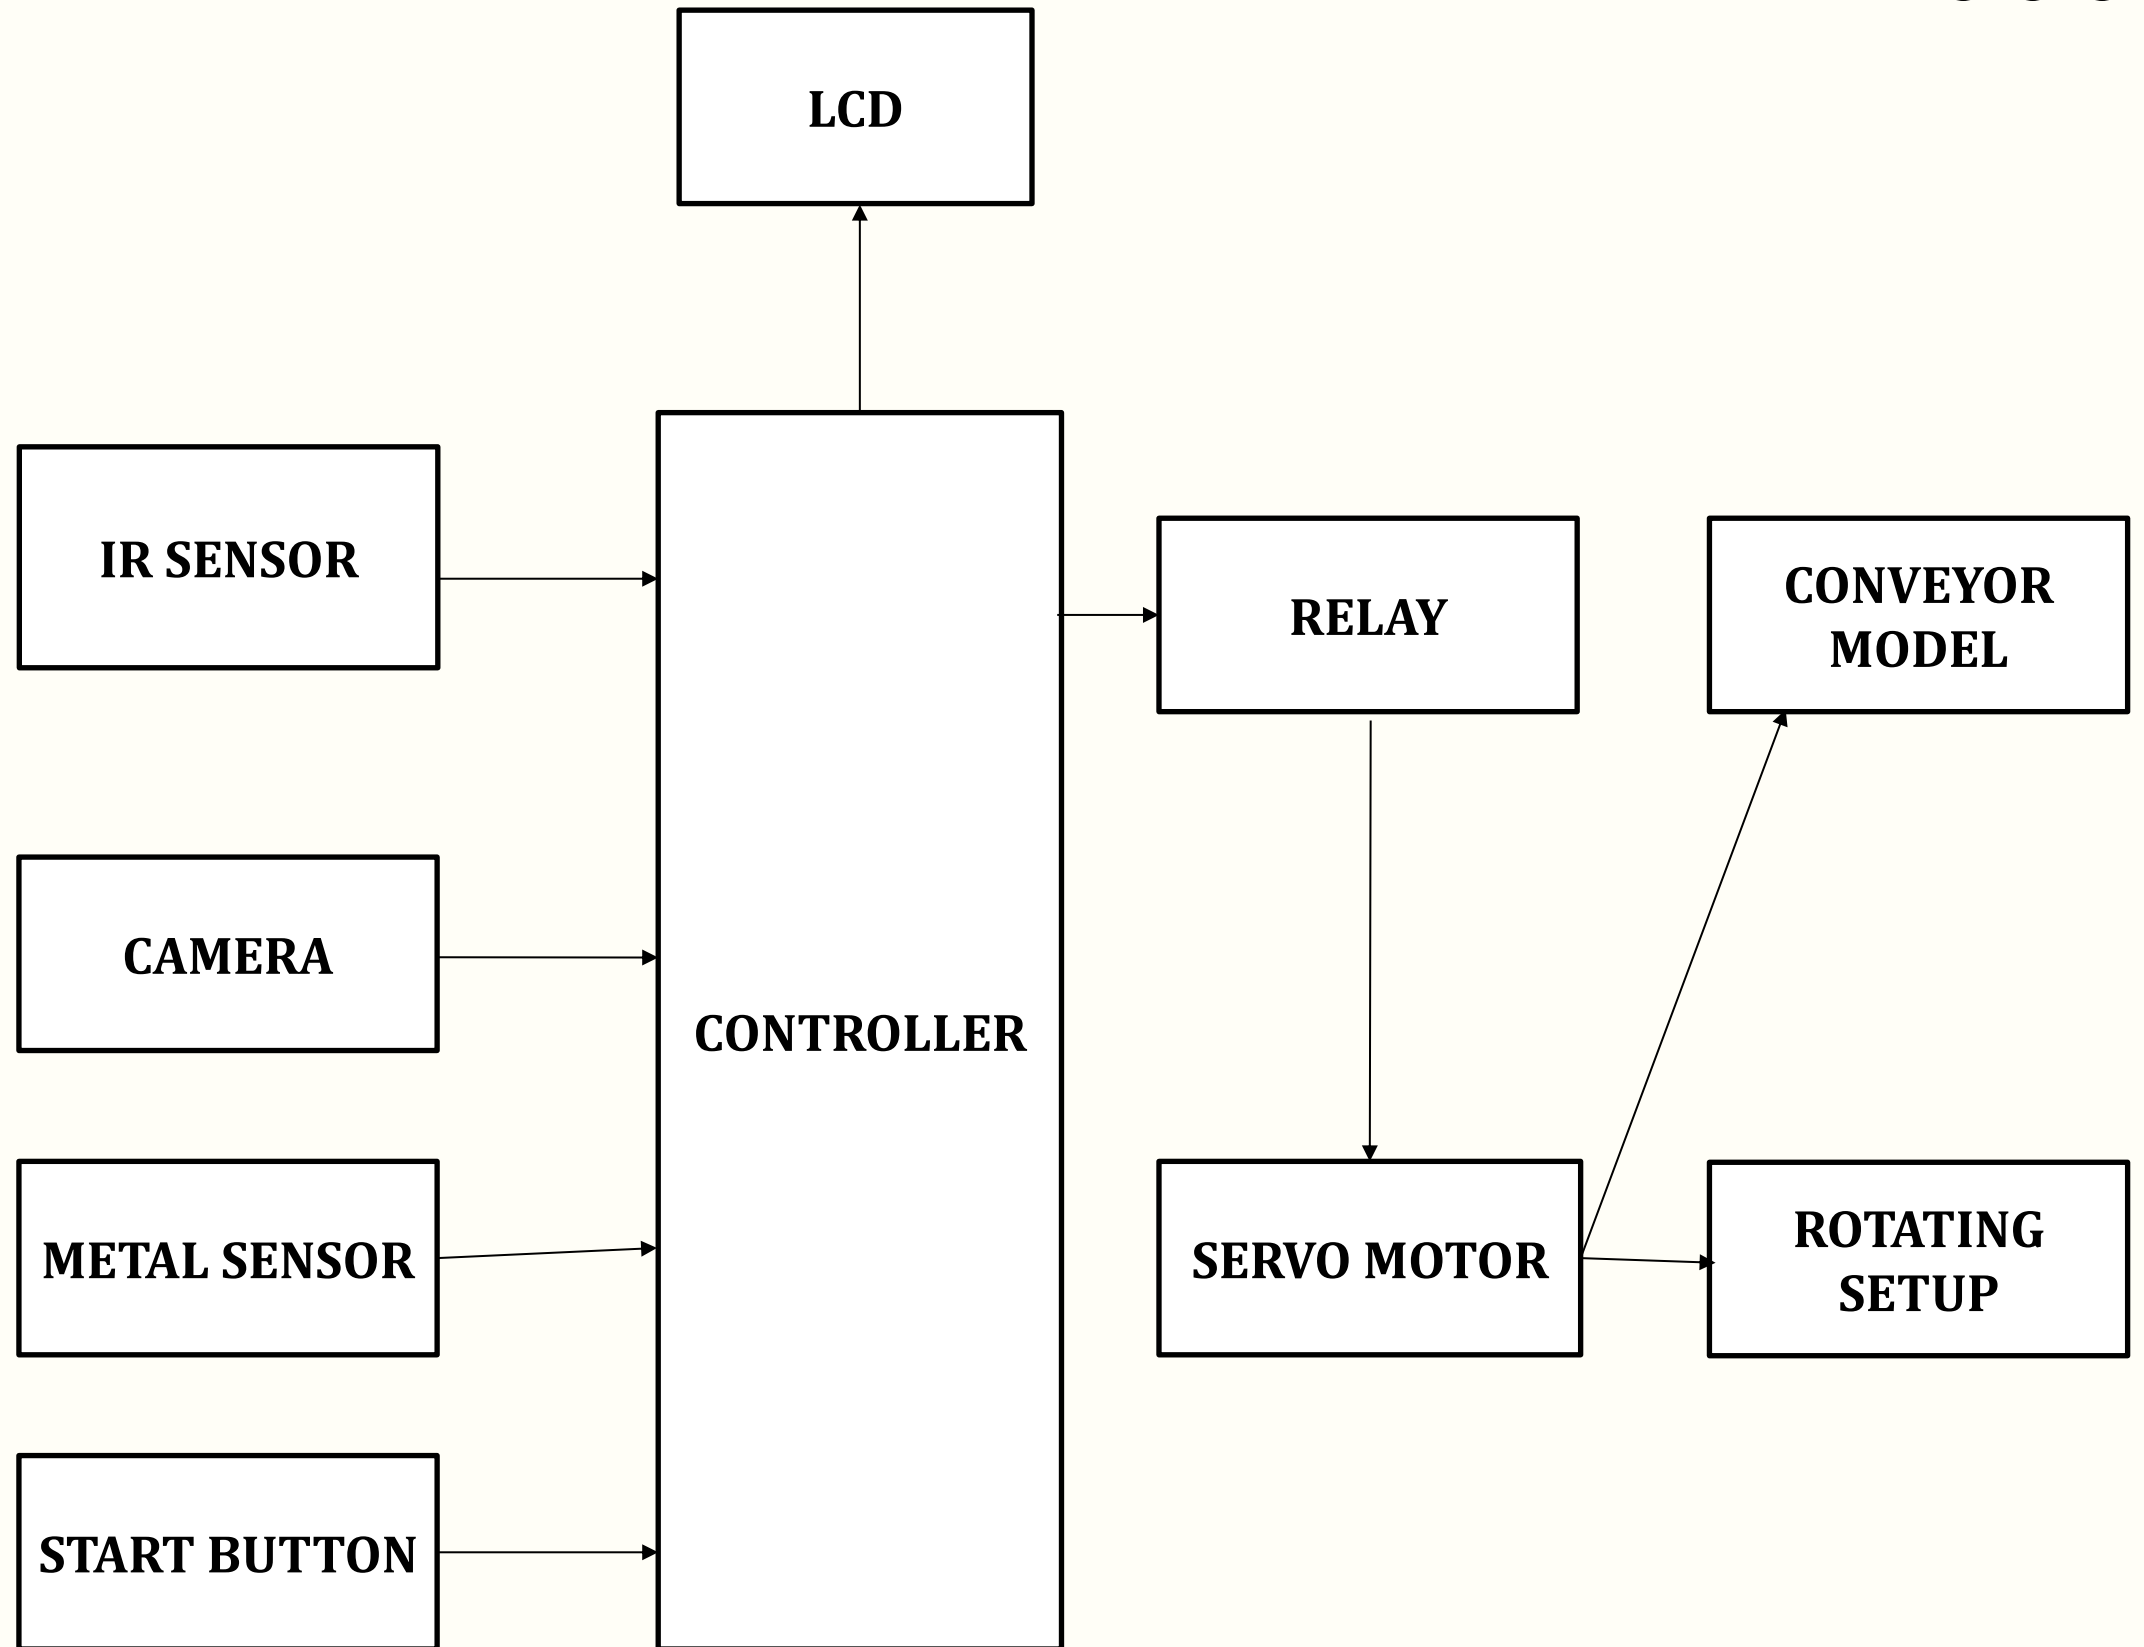 LCD
IR SENSOR
RELAY
CONVEYOR
MODEL
CAMERA
CONTROLLER
METAL SENSOR
SERVO MOTOR
ROTATING
SETUP
START BUTTON